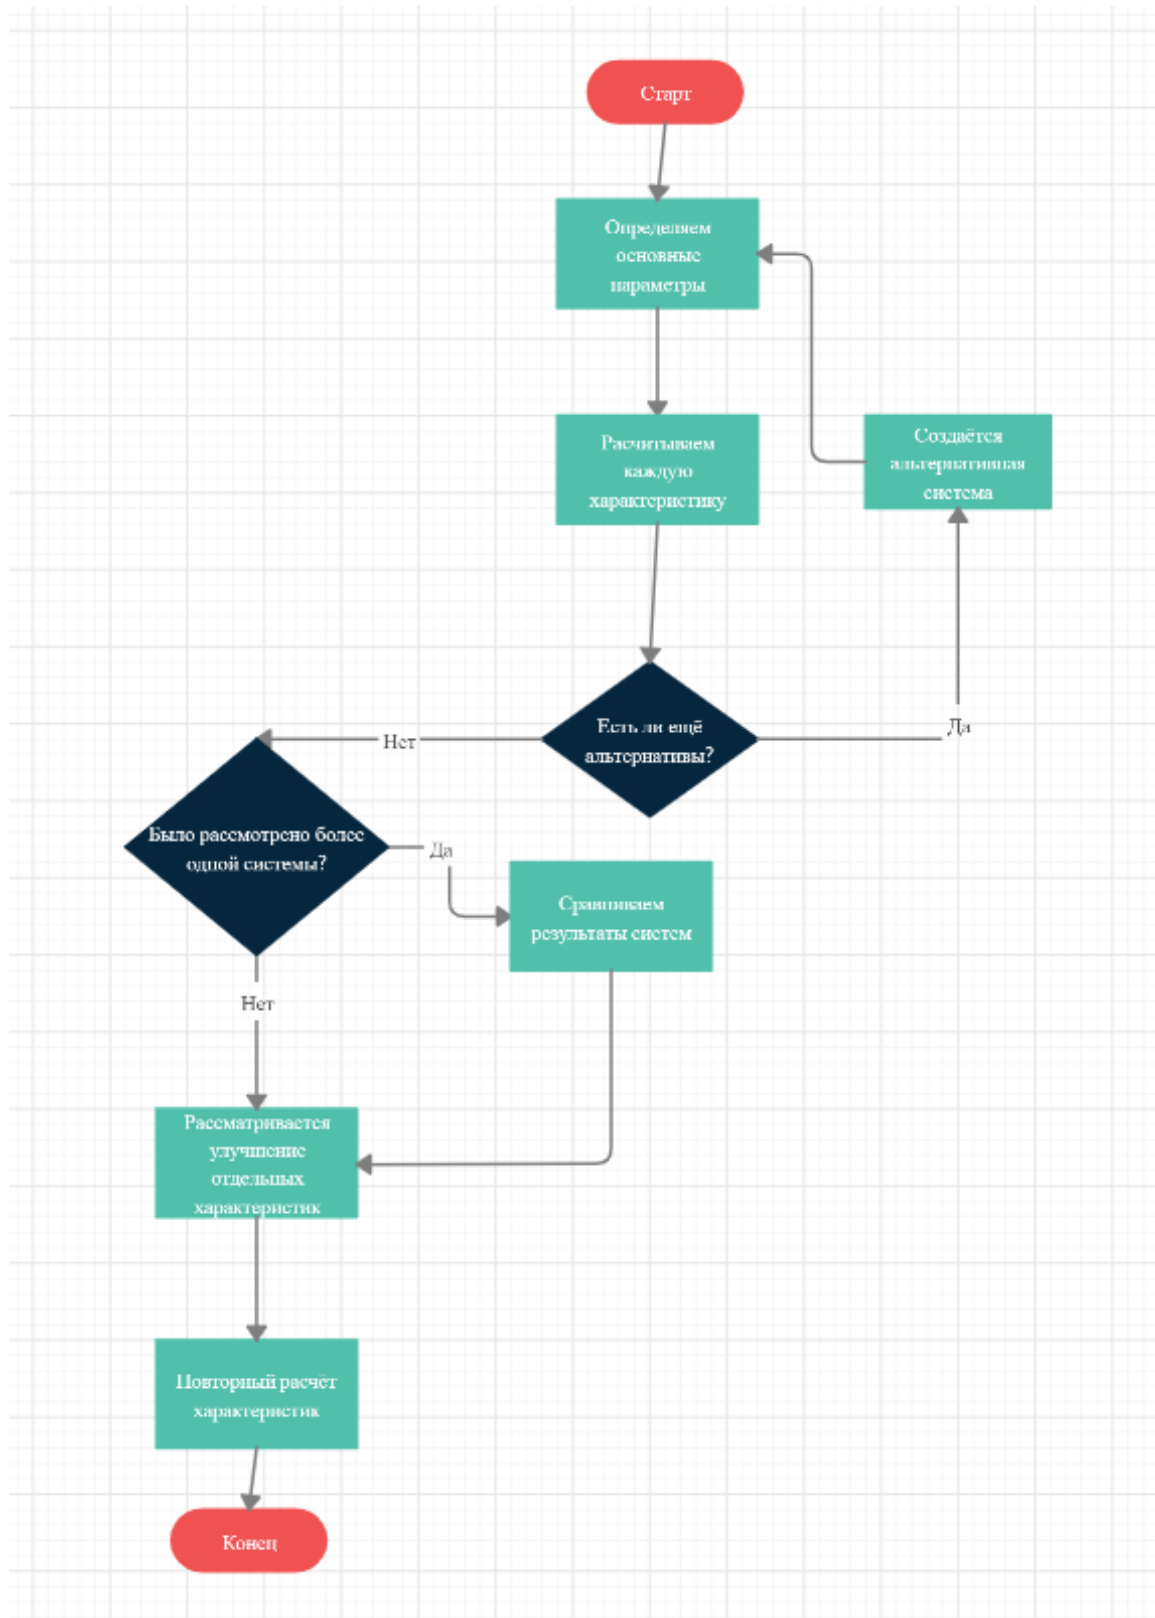 Старт
Определяем
основные
параметры
Расчитываем
каждую
характеристику
Создаётся
альтернативная
система
Есть ли ещё
альтернативы?
Да
Нет
Было рассмотрено более
одной системы?
Да
Сравниваем
результаты систем
Нет
Рассматривается
улучшение
отдельных
характеристик
Повторный расчёт
характеристик
Конец